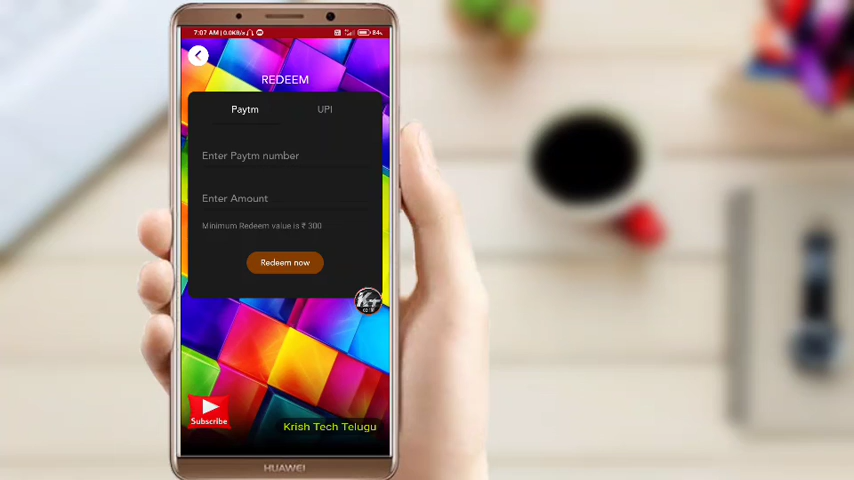 7:07 AM | 0.0KB/s
84%
REDEEM
Paytm
UPI
Enter Paytm number
Enter Amount
Minimum Redeem value is ₹ 300
Redeem now
Subscribe
Krish Tech Telugu
HUAWEI